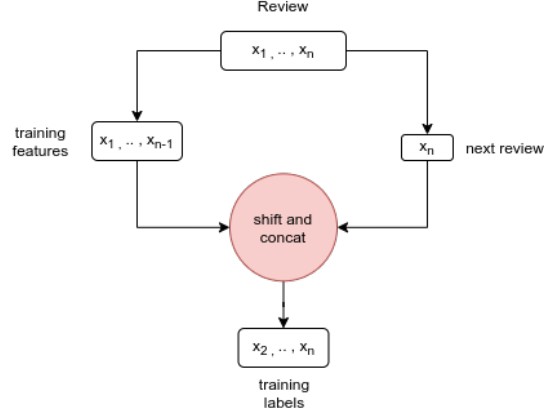 Review
x1 , .. , xn
training
features
x1 , .. , xn-1
xn
next review
shift and
concat
x2 , .. , xn
training
labels